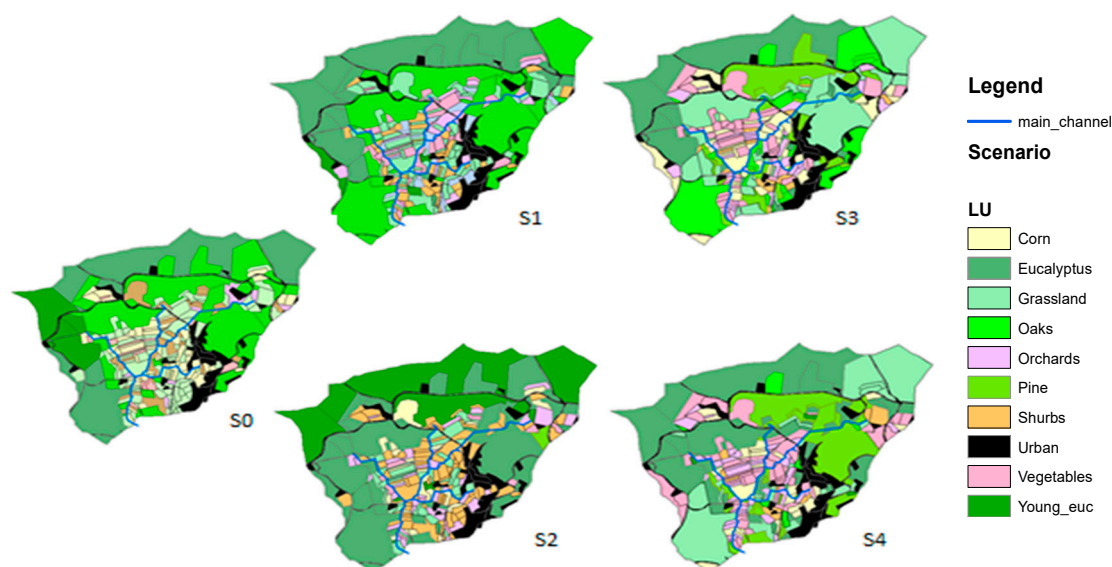 S1
S3
S0
S2
S4
Legend
main_channel
Scenario
LU
Corn
Eucalyptus
Grassland
Oaks
Orchards
Pine
Shurbs
Urban
Vegetables
Young_euc